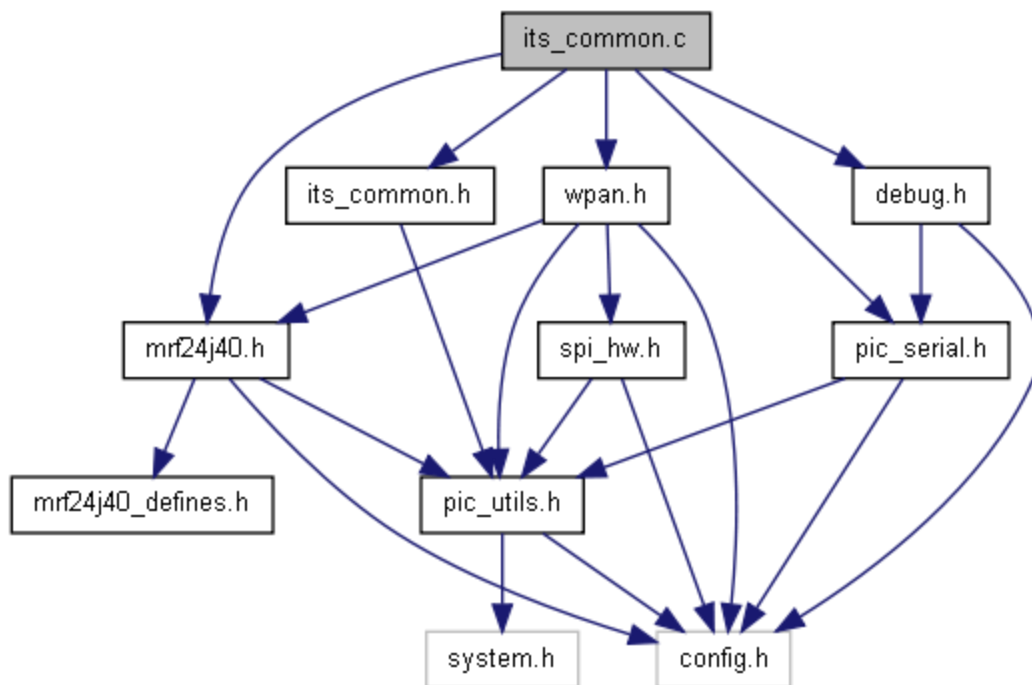 its_common.c
its_common.h
wpan.h
debug.h
mrf24j40.h
spi_hw.h
pic_serial.h
mrf24j40_defines.h
pic_utils.h
system.h
config.h